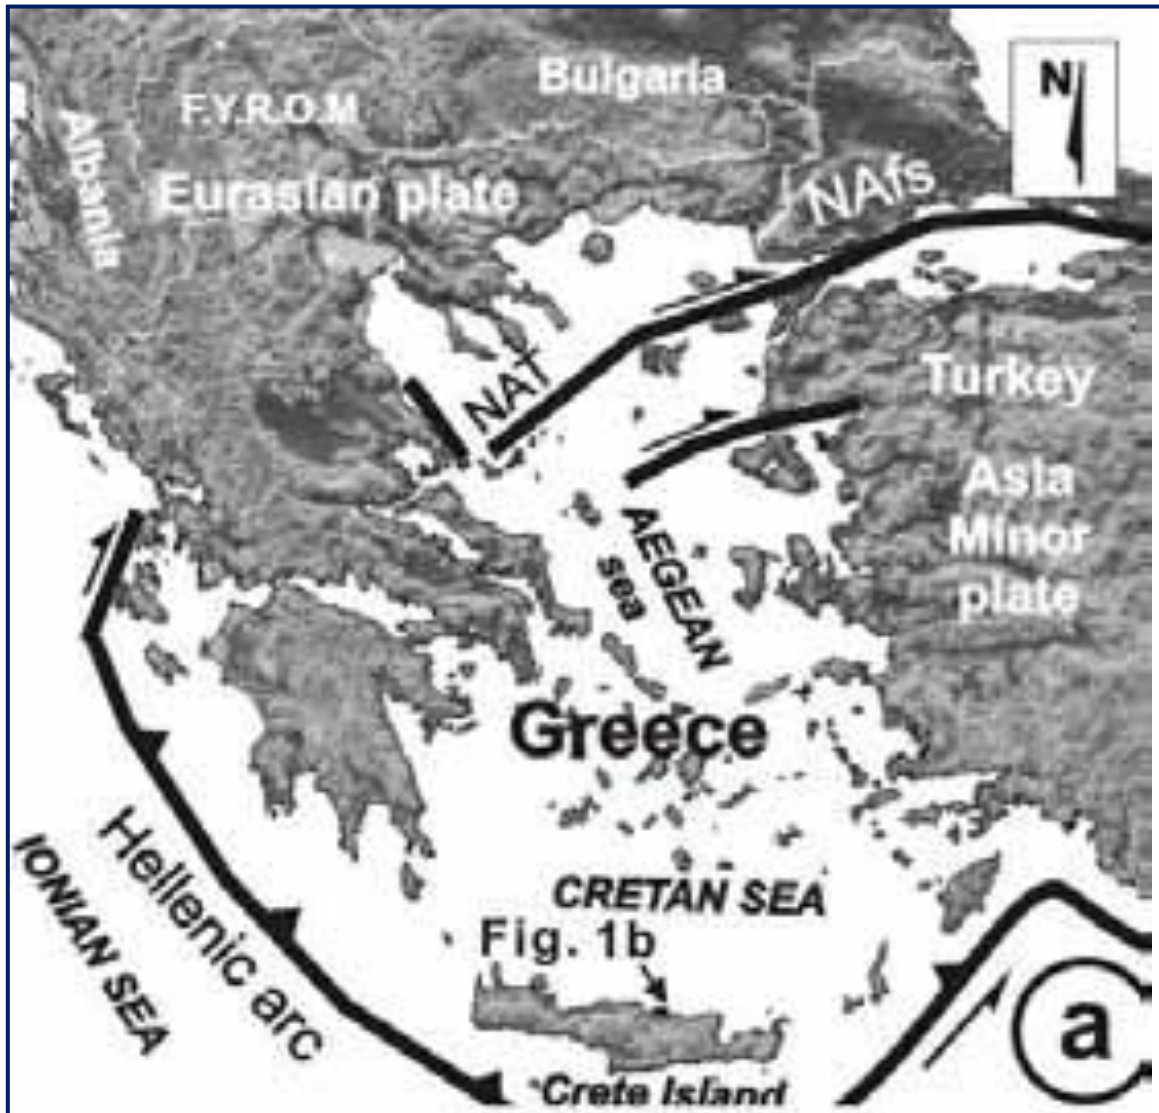 Bulgaria
N
F.Y.R.O.M
Albania
Eurasian plate
NAfs
NAT
Turkey
Asia
Minor
plate
AEGEAN
sea
Greece
Hellenic arc
IONIAN SEA
CRETAN SEA
Fig. 1b
a
Crete Island